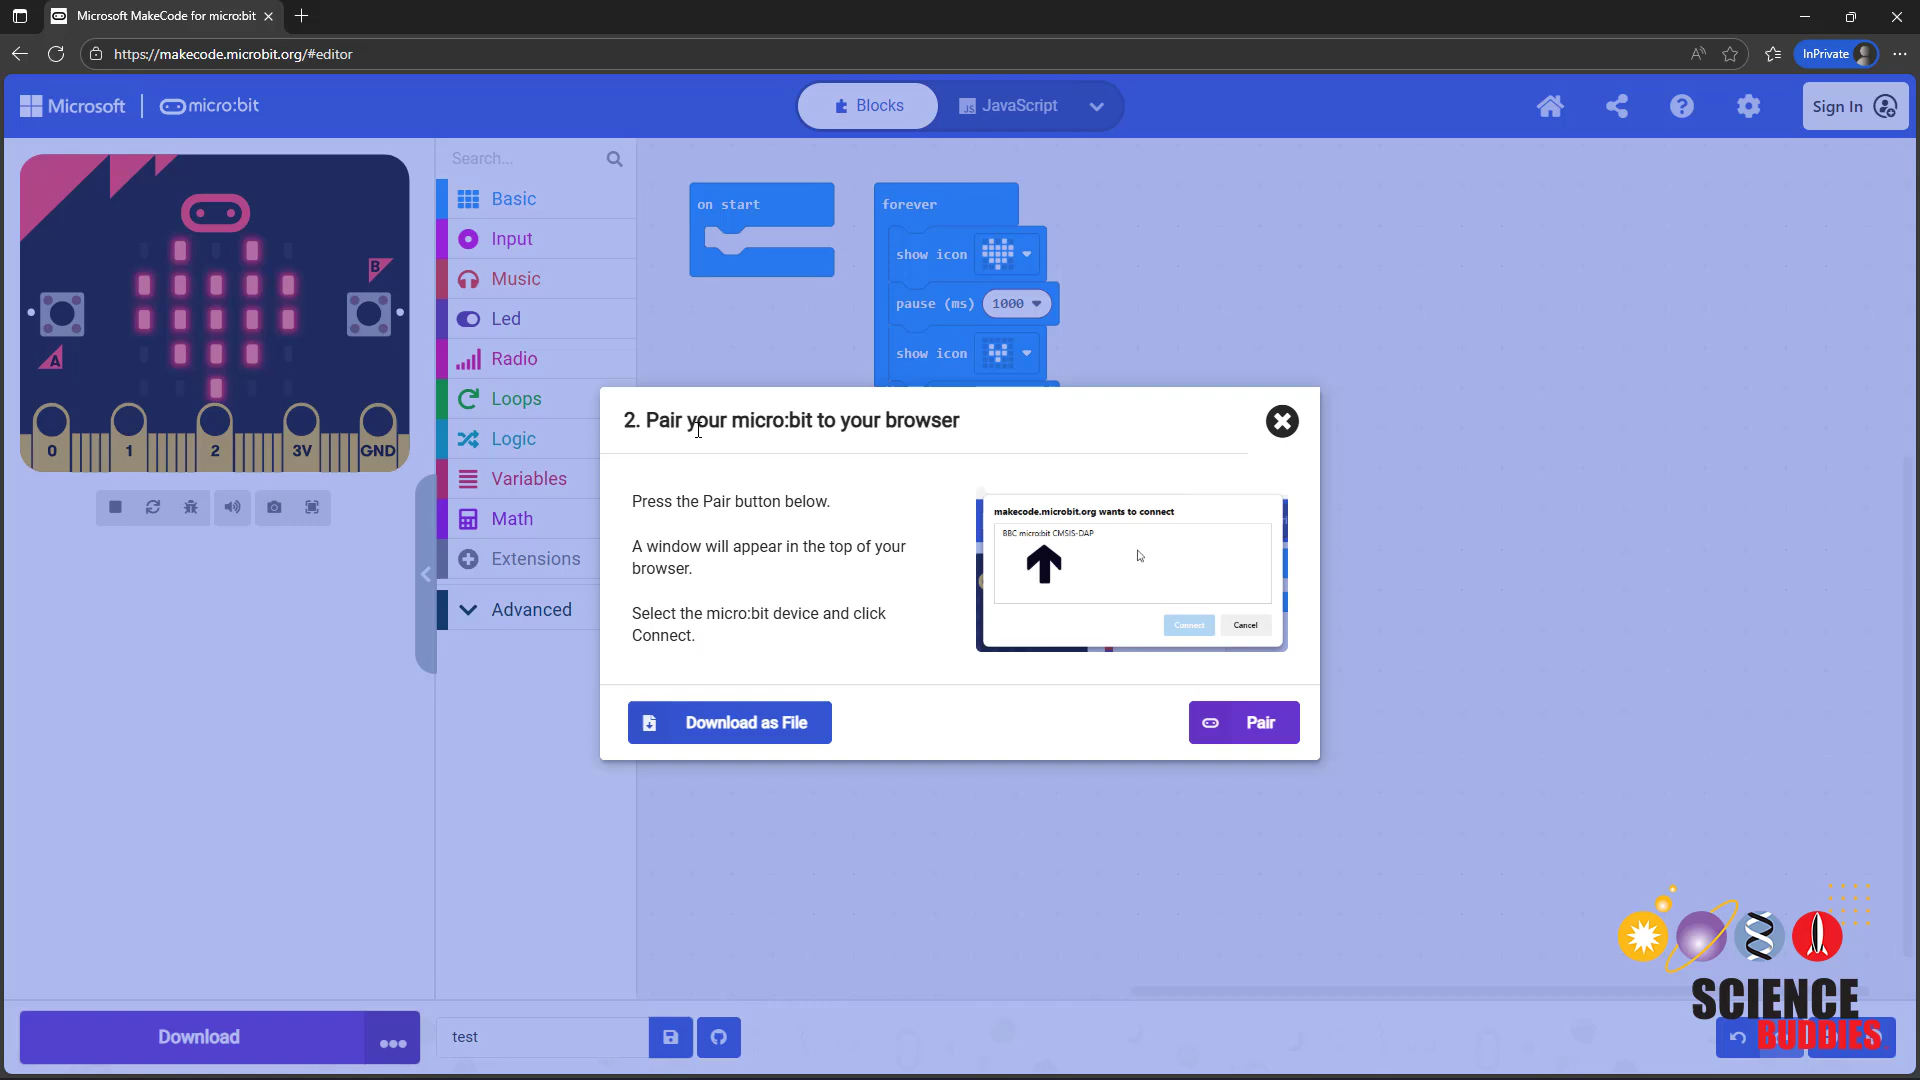 Microsoft MakeCode for micro:bit
https://makecode.microbit.org/#editor
InPrivate
Microsoft
micro:bit
Blocks
JavaScript
Sign In
Search...
Basic
Input
Music
Led
Radio
Loops
Logic
Variables
Math
Extensions
Advanced
on start
forever
show icon
pause (ms) 1000
show icon
B
A
0 1 2 3V GND
2. Pair your micro:bit to your browser
Press the Pair button below.
A window will appear in the top of your
browser.
Select the micro:bit device and click
Connect.
makecode.microbit.org wants to connect
BBC micro:bit CMSIS-DAP
Connect
Cancel
Download as File
Pair
Download
test
SCIENCE
BUDDIES